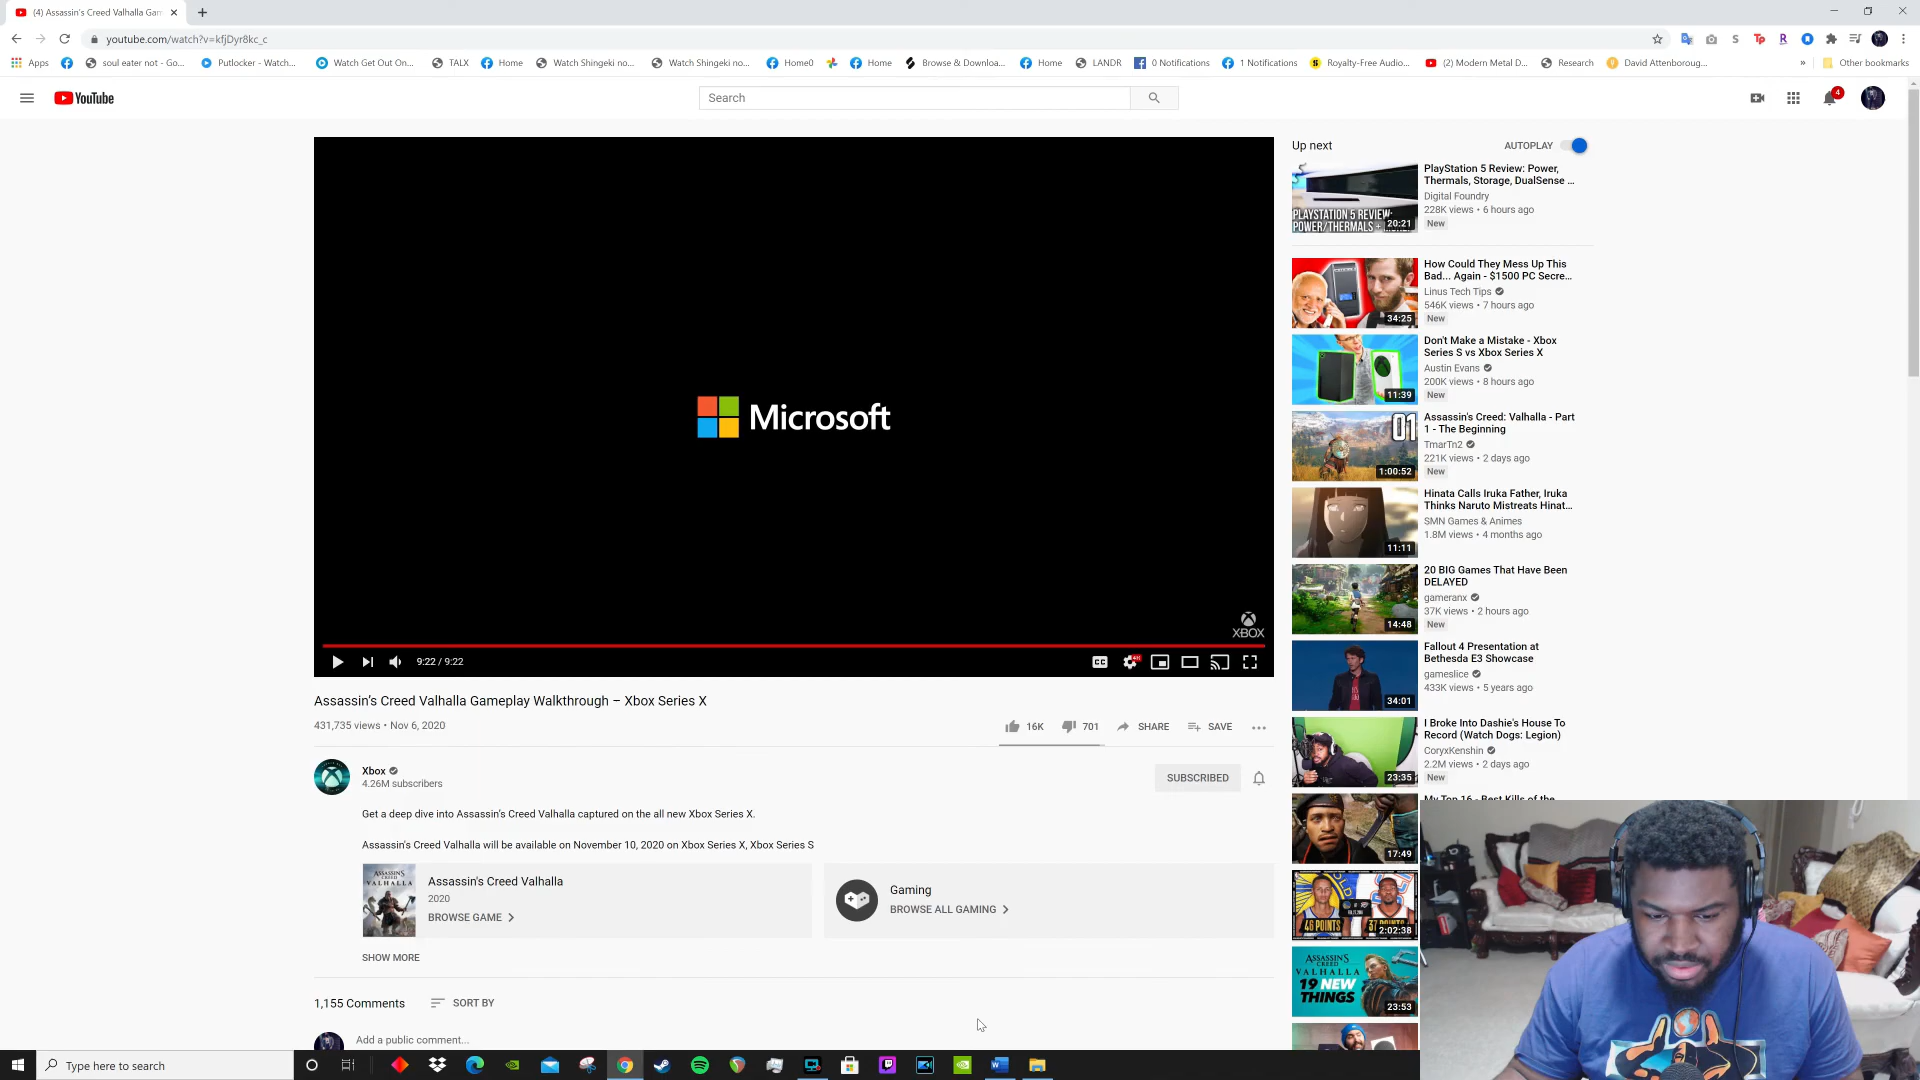 (4) Assassin's Creed Valhalla Gam
youtube.com/watch?v=kfjDyr8kc_c
Apps
soul eater not - Go...
Putlocker - Watch...
Watch Get Out On...
TALX
Home
Watch Shingeki no...
Watch Shingeki no...
Home0
Home
Browse & Downloa...
Home
LANDR
0 Notifications
1 Notifications
Royalty-Free Audio...
(2) Modern Metal D...
Research
David Attenboroug...
»
Other bookmarks
YouTube
Search
4
Microsoft
XBOX
9:22 / 9:22
CC
Assassin's Creed Valhalla Gameplay Walkthrough – Xbox Series X
431,735 views • Nov 6, 2020
16K
701
SHARE
SAVE
Xbox
4.26M subscribers
SUBSCRIBED
Get a deep dive into Assassin's Creed Valhalla captured on the all new Xbox Series X.
Assassin's Creed Valhalla will be available on November 10, 2020 on Xbox Series X, Xbox Series S
ASSASSIN'S CREED
VALHALLA
Assassin's Creed Valhalla
2020
BROWSE GAME
Gaming
BROWSE ALL GAMING
SHOW MORE
1,155 Comments
SORT BY
Add a public comment...
Up next
AUTOPLAY
PLAYSTATION 5 REVIEW:
POWER/THERMALS +
20:21
PlayStation 5 Review: Power,
Thermals, Storage, DualSense ...
Digital Foundry
228K views • 6 hours ago
New
34:25
How Could They Mess Up This
Bad... Again - $1500 PC Secre...
Linus Tech Tips
546K views • 7 hours ago
New
11:39
Don't Make a Mistake - Xbox
Series S vs Xbox Series X
Austin Evans
200K views • 8 hours ago
New
01
1:00:52
Assassin's Creed: Valhalla - Part
1 - The Beginning
TmarTn2
221K views • 2 days ago
New
11:11
Hinata Calls Iruka Father, Iruka
Thinks Naruto Mistreats Hinat...
SMN Games & Animes
1.8M views • 4 months ago
14:48
20 BIG Games That Have Been
DELAYED
gameranx
37K views • 2 hours ago
New
34:01
Fallout 4 Presentation at
Bethesda E3 Showcase
gameslice
433K views • 5 years ago
23:35
I Broke Into Dashie's House To
Record (Watch Dogs: Legion)
CoryxKenshin
2.2M views • 2 days ago
New
17:49
My Top 16 - Best Kills of the
46 POINTS
37 POINTS
2:02:38
ASSASSIN'S CREED
VALHALLA
19 NEW
THINGS
23:53
Type here to search